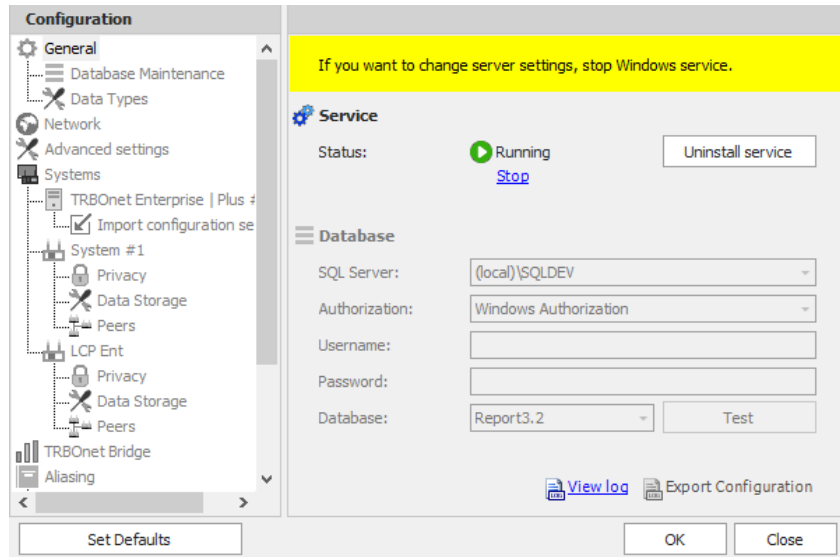 Configuration
General
Database Maintenance
Data Types
Network
Advanced settings
Systems
TRBOnet Enterprise | Plus
Import configuration se
System #1
Privacy
Data Storage
Peers
LCP Ent
Privacy
Data Storage
Peers
TRBOnet Bridge
Aliasing
Set Defaults
If you want to change server settings, stop Windows service.
Service
Status:
Running
Uninstall service
Stop
Database
SQL Server:
(local)\SQLDEV
Authorization:
Windows Authorization
Username:
Password:
Database:
Report3.2
Test
View log
Export Configuration
OK
Close